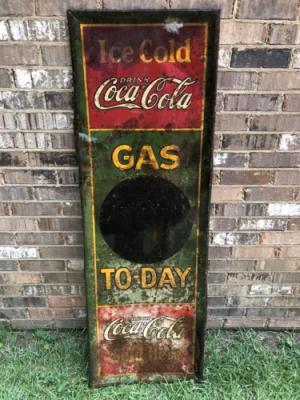 Ice Cold
DRINK
Coca-Cola
GAS
TO-DAY
Coca-Cola